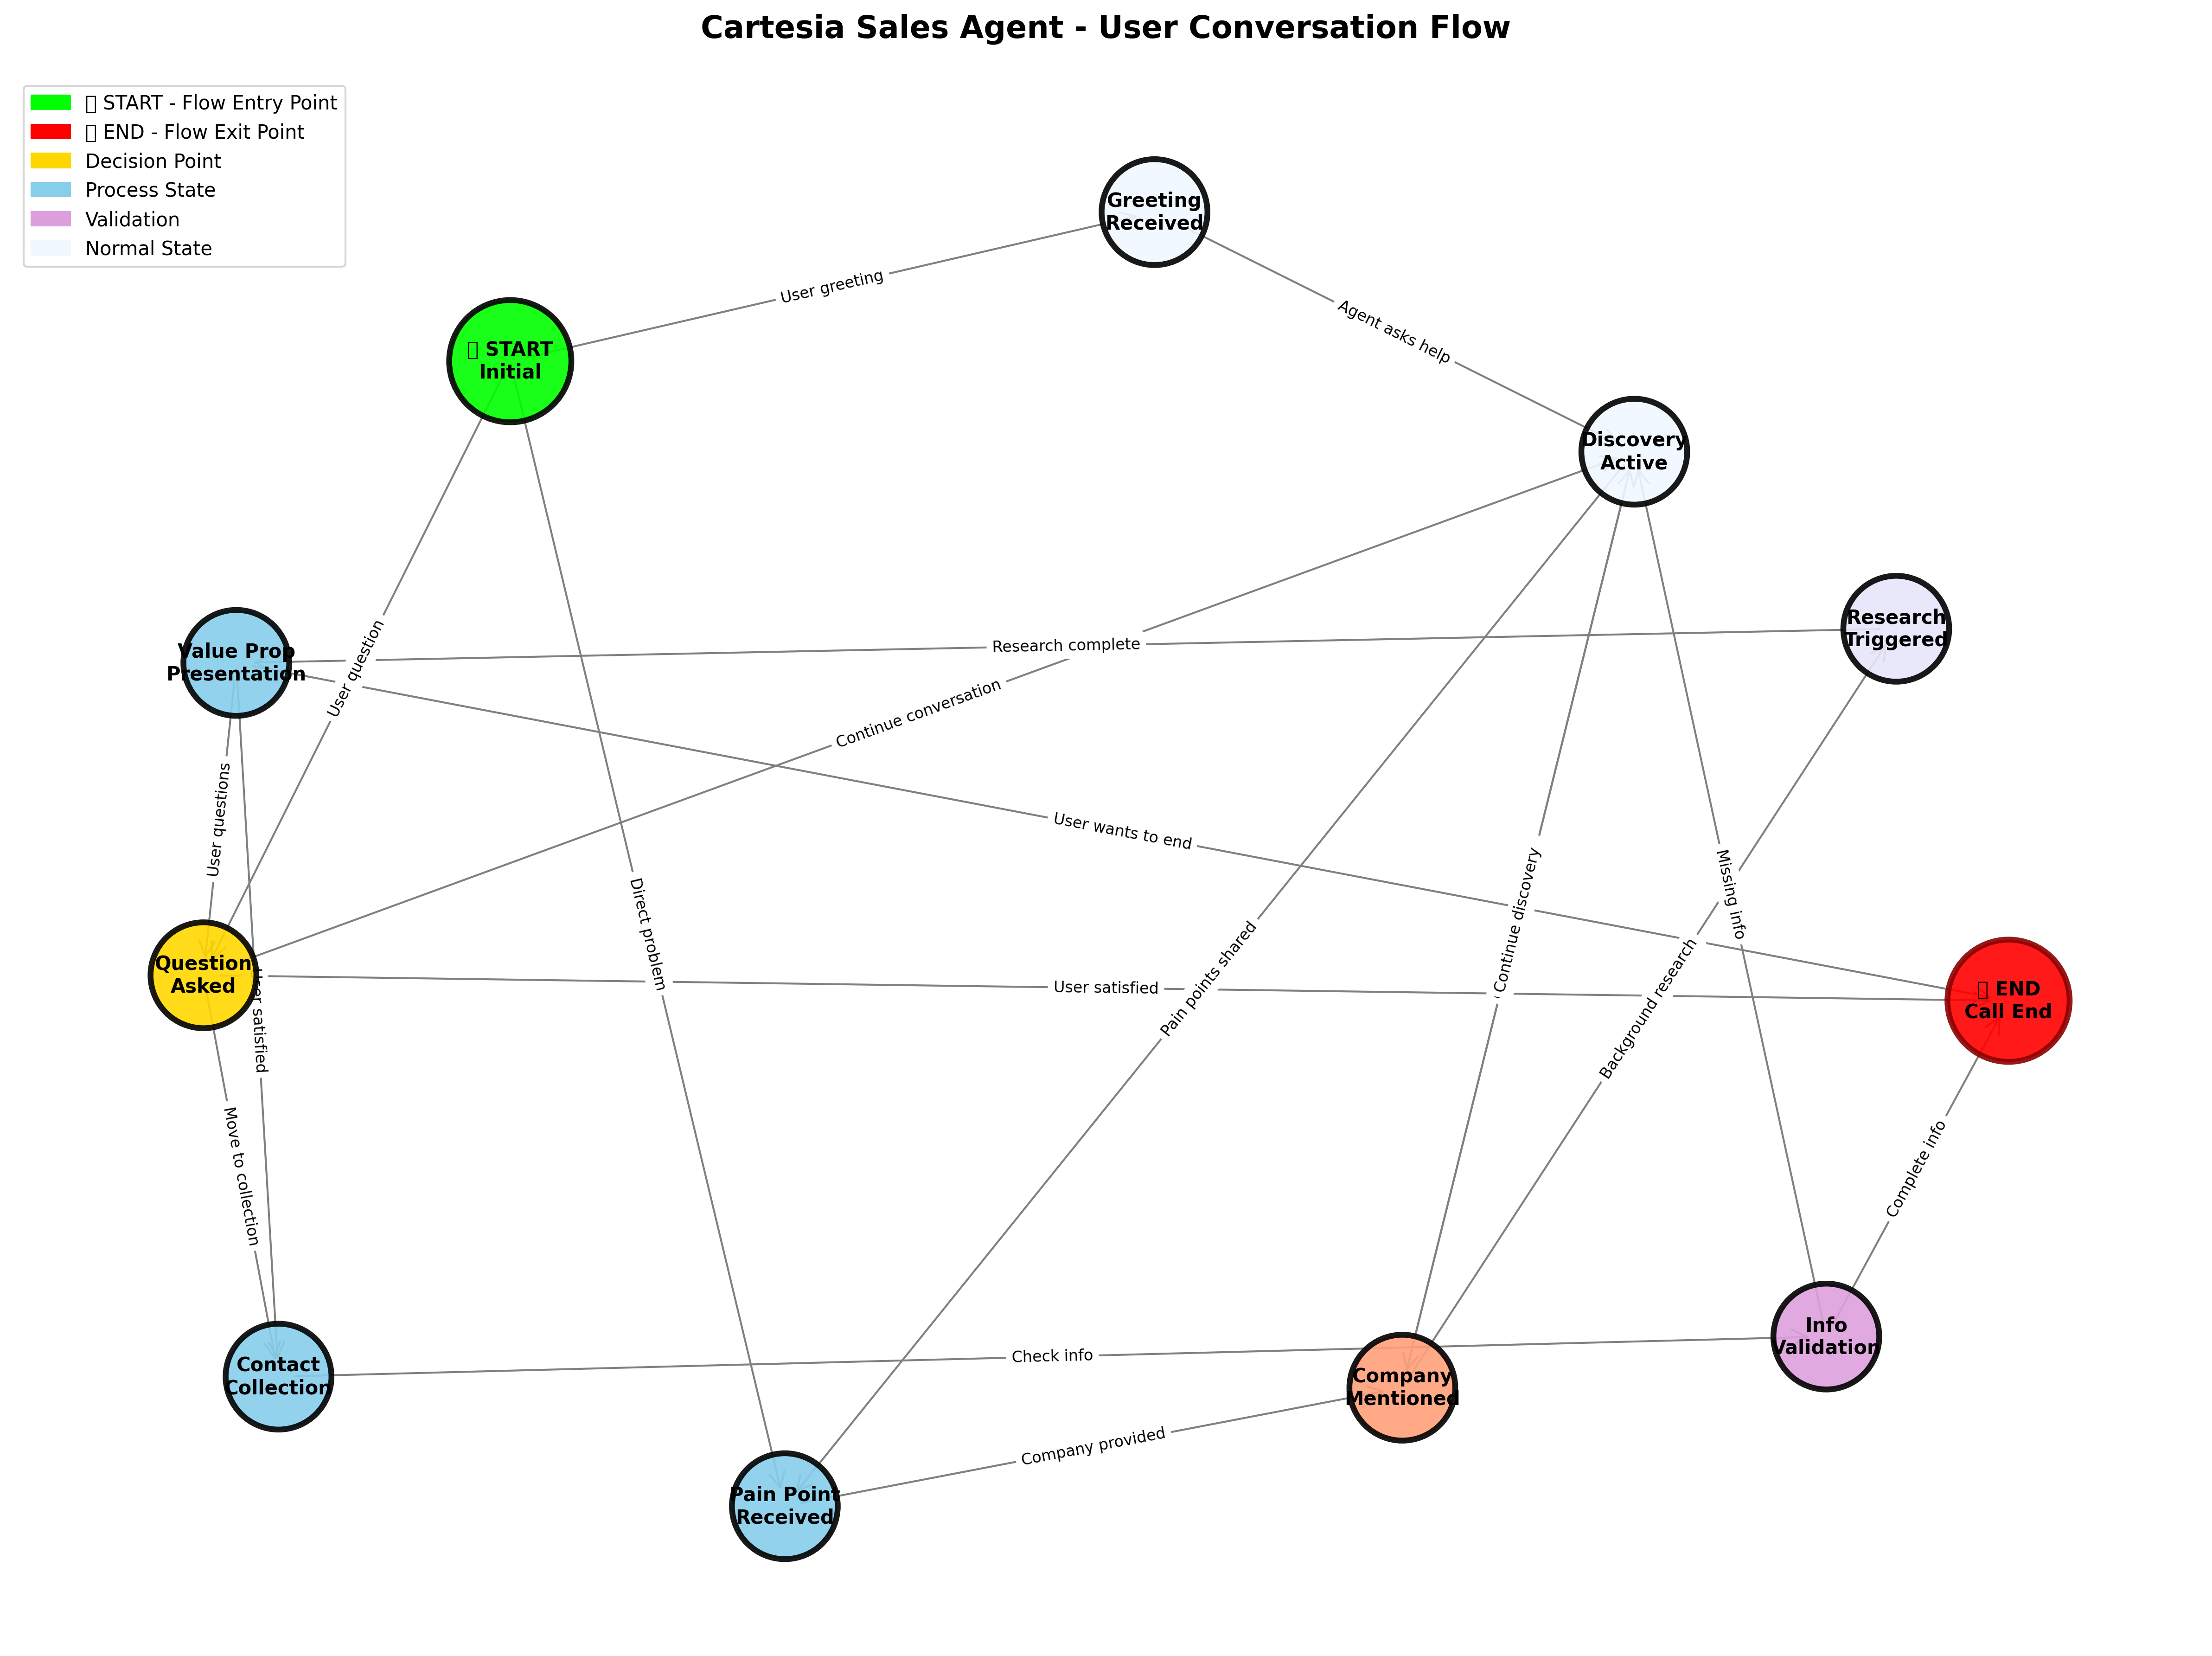 Cartesia Sales Agent - User Conversation Flow
START - Flow Entry Point
END - Flow Exit Point
Decision Point
Process State
Validation
Normal State
Greeting
Received
User greeting
Agent asks help
START
Initial
Discovery
Active
Research
Triggered
Value Prop
Presentation
Research complete
User question
Continue conversation
User questions
User wants to end
Direct problem
Pain points shared
Continue discovery
Missing info
Background research
Question
Asked
User satisfied
User satisfied
END
Call End
Move to collection
Complete info
Contact
Collection
Check info
Info
Validation
Company
Mentioned
Company provided
Pain Point
Received